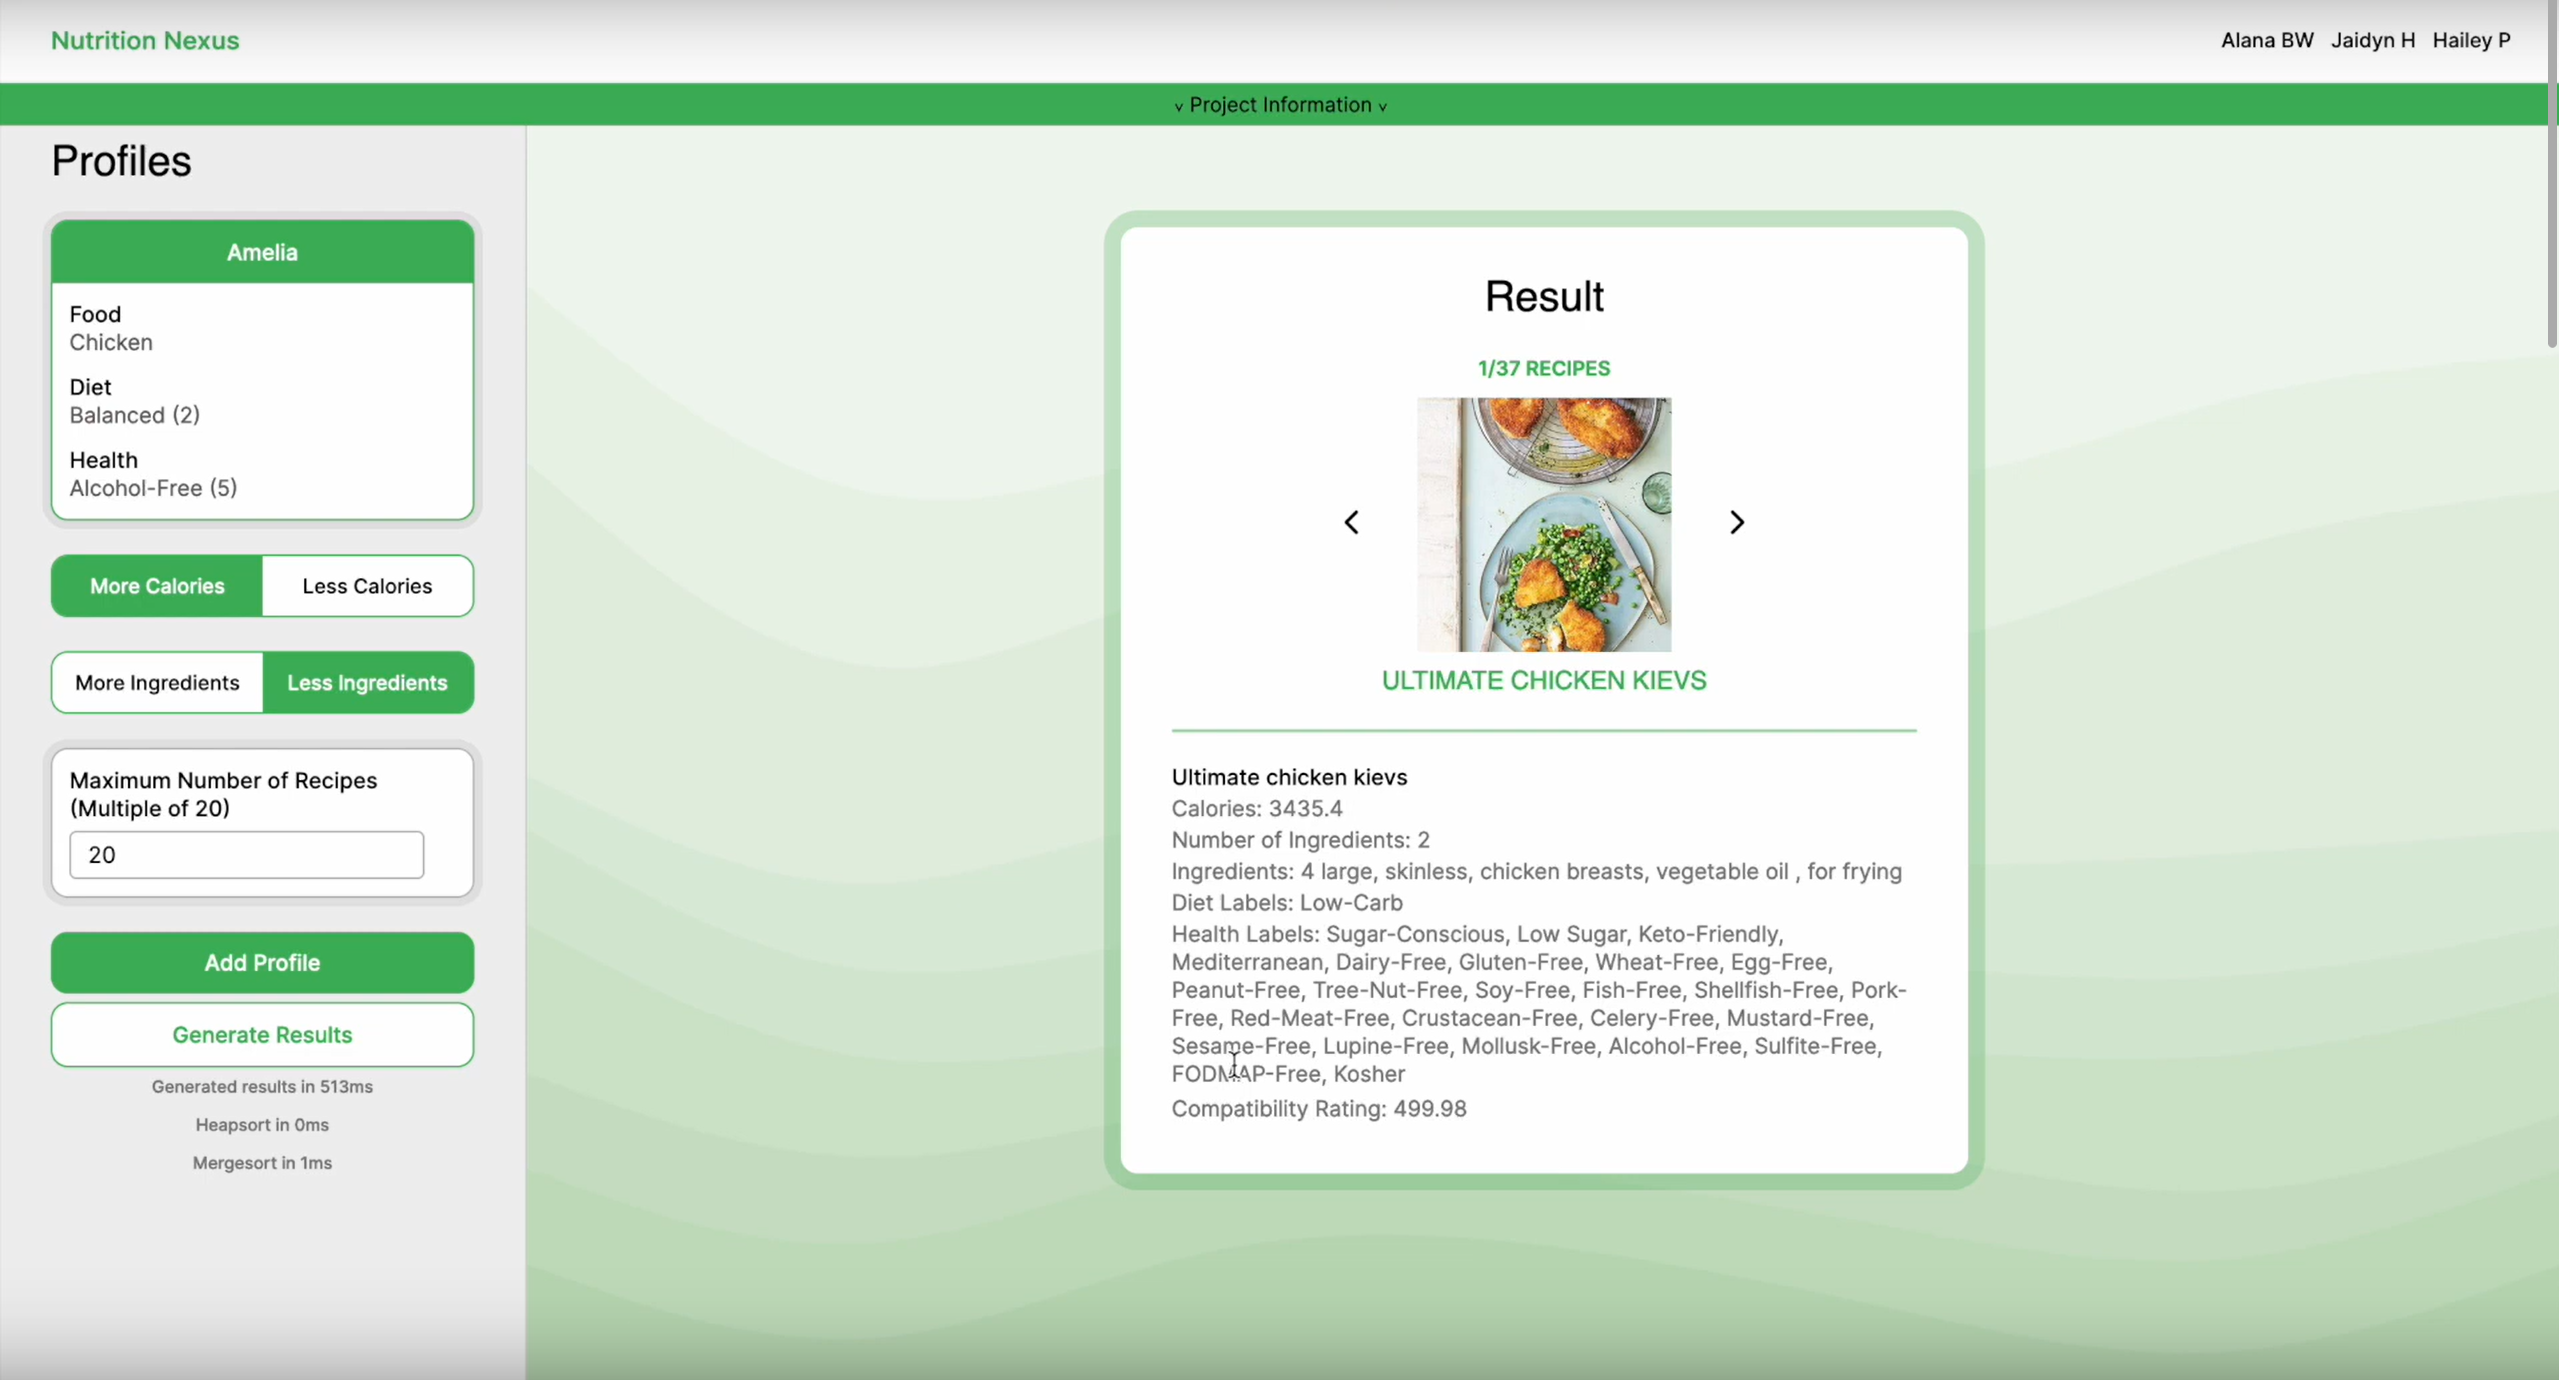 Nutrition Nexus
Alana BW Jaidyn H Hailey P
v Project Information v
Profiles
Amelia
Food
Chicken
Diet
Balanced (2)
Health
Alcohol-Free (5)
More Calories Less Calories
More Ingredients Less Ingredients
Maximum Number of Recipes
(Multiple of 20)
20
Add Profile
Generate Results
Generated results in 513ms
Heapsort in 0ms
Mergesort in 1ms
Result
1/37 RECIPES
ULTIMATE CHICKEN KIEVS
Ultimate chicken kievs
Calories: 3435.4
Number of Ingredients: 2
Ingredients: 4 large, skinless, chicken breasts, vegetable oil , for frying
Diet Labels: Low-Carb
Health Labels: Sugar-Conscious, Low Sugar, Keto-Friendly,
Mediterranean, Dairy-Free, Gluten-Free, Wheat-Free, Egg-Free,
Peanut-Free, Tree-Nut-Free, Soy-Free, Fish-Free, Shellfish-Free, Pork-
Free, Red-Meat-Free, Crustacean-Free, Celery-Free, Mustard-Free,
Sesame-Free, Lupine-Free, Mollusk-Free, Alcohol-Free, Sulfite-Free,
FODMAP-Free, Kosher
Compatibility Rating: 499.98